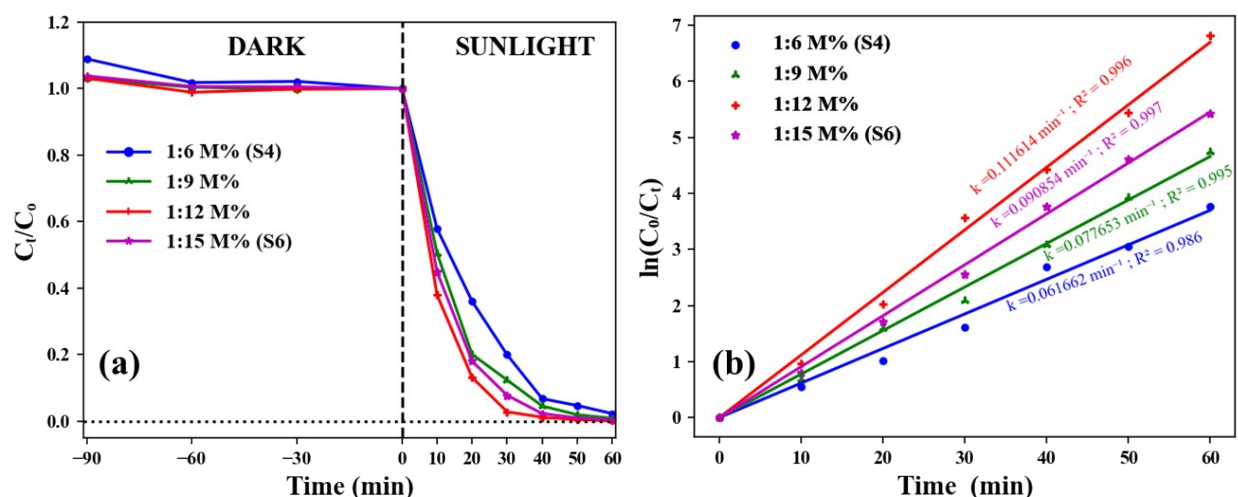 1.2
1.0
0.8
0.6
0.4
0.2
0.0
C_t/C_o
DARK
SUNLIGHT
1:6 M% (S4)
1:9 M%
1:12 M%
1:15 M% (S6)
(a)
−90
−60
−30
0
10
20
30
40
50
60
Time (min)
7
6
5
4
3
2
1
0
ln(C₀/C_t)
1:6 M% (S4)
1:9 M%
1:12 M%
1:15 M% (S6)
k =0.111614 min⁻¹ ; R² = 0.996
k =0.090854 min⁻¹ ; R² = 0.997
k =0.077653 min⁻¹ ; R² = 0.995
k =0.061662 min⁻¹ ; R² = 0.986
(b)
0
10
20
30
40
50
60
Time (min)